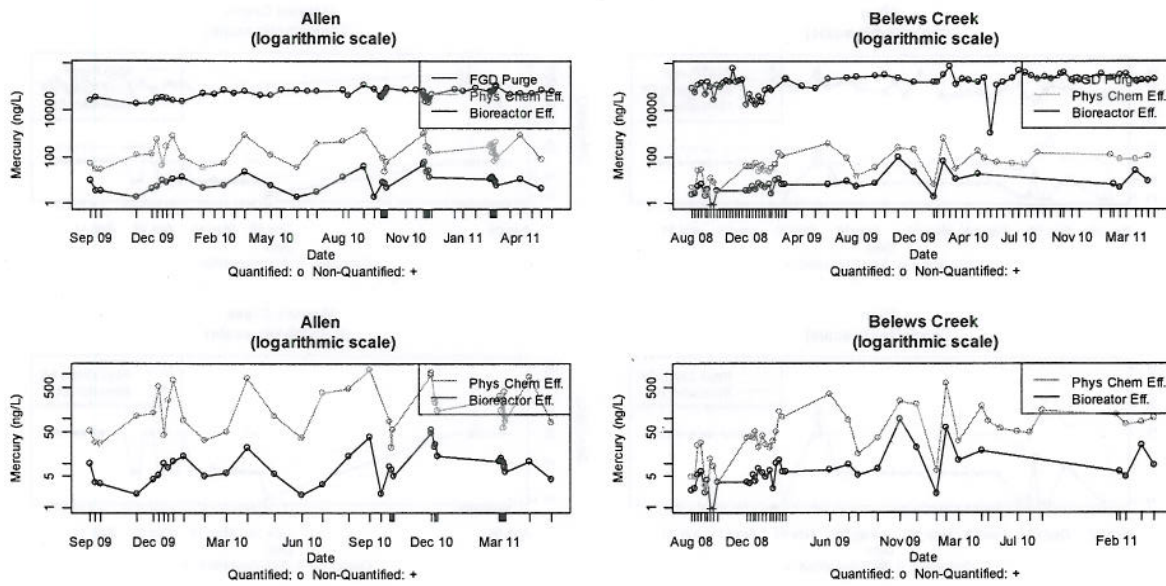 Allen
(logarithmic scale)
Mercury (ng/L)
10000
100
1
FGD Purge
Phys Chem Eff.
Bioreactor Eff.
Sep 09 Dec 09 Feb 10 May 10 Aug 10 Nov 10 Jan 11 Apr 11
Date
Quantified: o Non-Quantified: +
Belews Creek
(logarithmic scale)
Mercury (ng/L)
10000
100
1
FGD Purge
Phys Chem Eff.
Bioreactor Eff.
Aug 08 Dec 08 Apr 09 Aug 09 Dec 09 Apr 10 Jul 10 Nov 10 Mar 11
Date
Quantified: o Non-Quantified: +
Allen
(logarithmic scale)
Mercury (ng/L)
500
50
5
1
Phys Chem Eff.
Bioreactor Eff.
Sep 09 Dec 09 Mar 10 Jun 10 Sep 10 Dec 10 Mar 11
Date
Quantified: o Non-Quantified: +
Belews Creek
(logarithmic scale)
Mercury (ng/L)
500
50
5
1
Phys Chem Eff.
Bioreator Eff.
Aug 08 Dec 08 Jun 09 Nov 09 Mar 10 Jul 10 Feb 11
Date
Quantified: o Non-Quantified: +